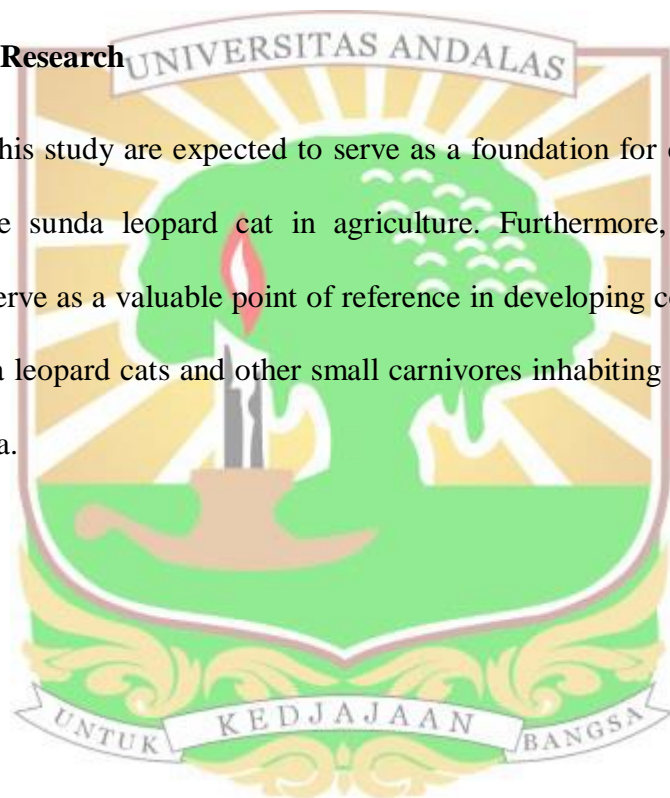 UNIVERSITAS ANDALAS
Research
his study are expected to serve as a foundation for
e sunda leopard cat in agriculture. Furthermore,
erve as a valuable point of reference in developing
leopard cats and other small carnivores inhabiting
a.
UNTUK KEDJAJAAN BANGSA